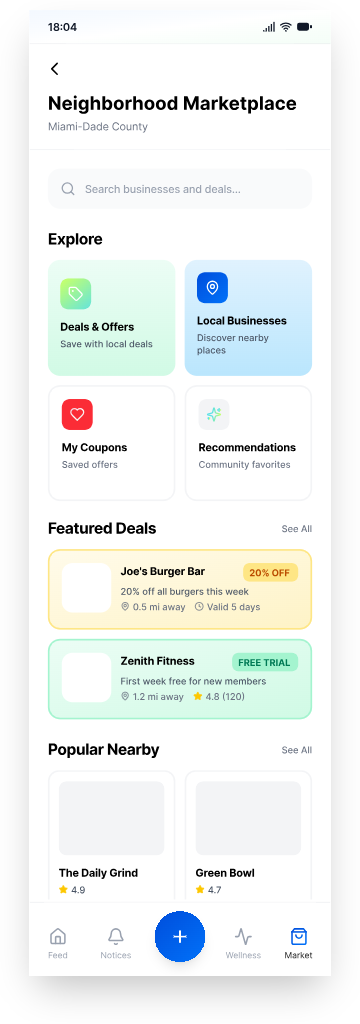 18:04
Neighborhood Marketplace
Miami-Dade County
Search businesses and deals...
Explore
Deals & Offers
Save with local deals
Local Businesses
Discover nearby
places
My Coupons
Saved offers
Recommendations
Community favorites
Featured Deals
See All
Joe's Burger Bar
20% OFF
20% off all burgers this week
0.5 mi away
Valid 5 days
Zenith Fitness
FREE TRIAL
First week free for new members
1.2 mi away
4.8 (120)
Popular Nearby
See All
The Daily Grind
4.9
Green Bowl
4.7
Feed
Notices
Wellness
Market